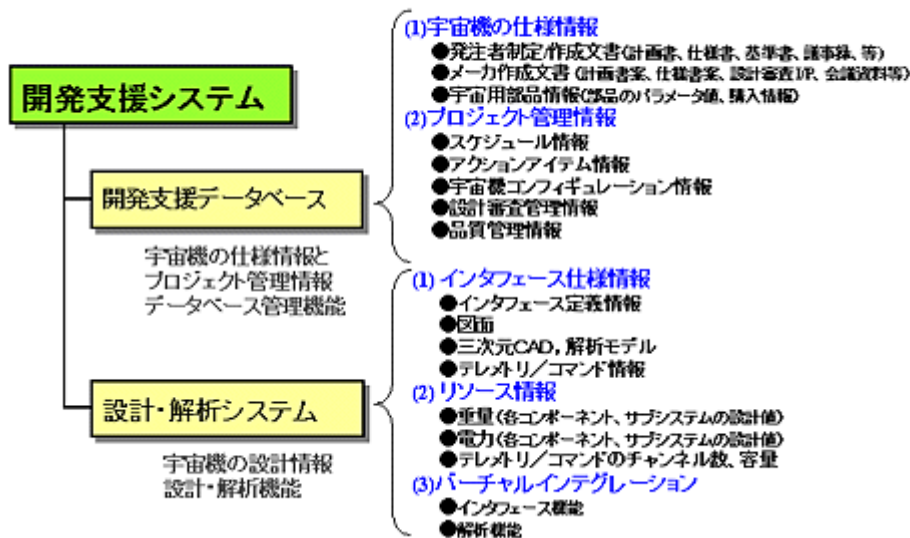 開発支援システム
開発支援データベース
宇宙機の仕様情報と
プロジェクト管理情報
データベース管理機能
(1)宇宙機の仕様情報
●発注者制定/作成文書(計画書、仕様書、基準書、議事録、等)
●メーカ作成文書(計画書案、仕様書案、設計審査I/P、会議資料等)
●宇宙用部品情報(部品のパラメータ値、購入情報)
(2)プロジェクト管理情報
●スケジュール情報
●アクションアイテム情報
●宇宙機コンフィギュレーション情報
●設計審査管理情報
●品質管理情報
設計・解析システム
宇宙機の設計情報
設計・解析機能
(1)インタフェース仕様情報
●インタフェース定義情報
●図面
●三次元CAD，解析モデル
●テレメトリ／コマンド情報
(2)リソース情報
●重量(各コンポーネント、サブシステムの設計値)
●電力(各コンポーネント、サブシステムの設計値)
●テレメトリ／コマンドのチャンネル数、容量
(3)バーチャルインテグレーション
●インタフェース機能
●解析機能